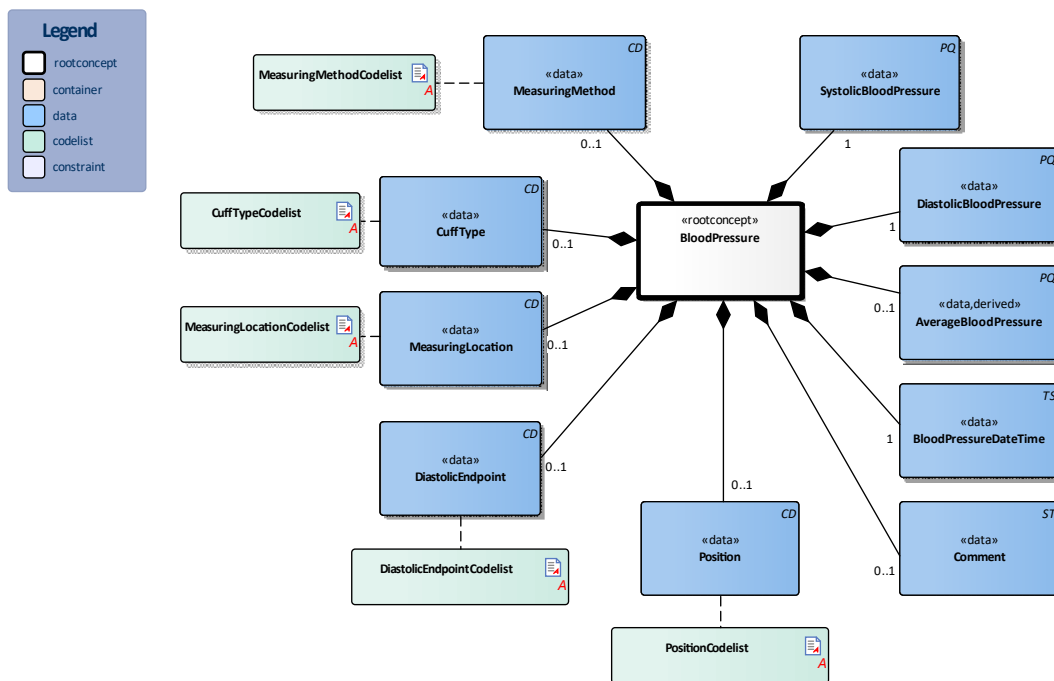 Legend
rootconcept
container
data
codelist
constraint
MeasuringMethodCodelist
A
CD
«data»
MeasuringMethod
0..1
PQ
«data»
SystolicBloodPressure
1
CuffTypeCodelist
A
CD
«data»
CuffType
0..1
«rootconcept»
BloodPressure
PQ
«data»
DiastolicBloodPressure
1
MeasuringLocationCodelist
A
CD
«data»
MeasuringLocation
0..1
PQ
«data,derived»
AverageBloodPressure
0..1
CD
«data»
DiastolicEndpoint
0..1
TS
«data»
BloodPressureDateTime
1
DiastolicEndpointCodelist
A
0..1
CD
«data»
Position
ST
«data»
Comment
0..1
PositionCodelist
A